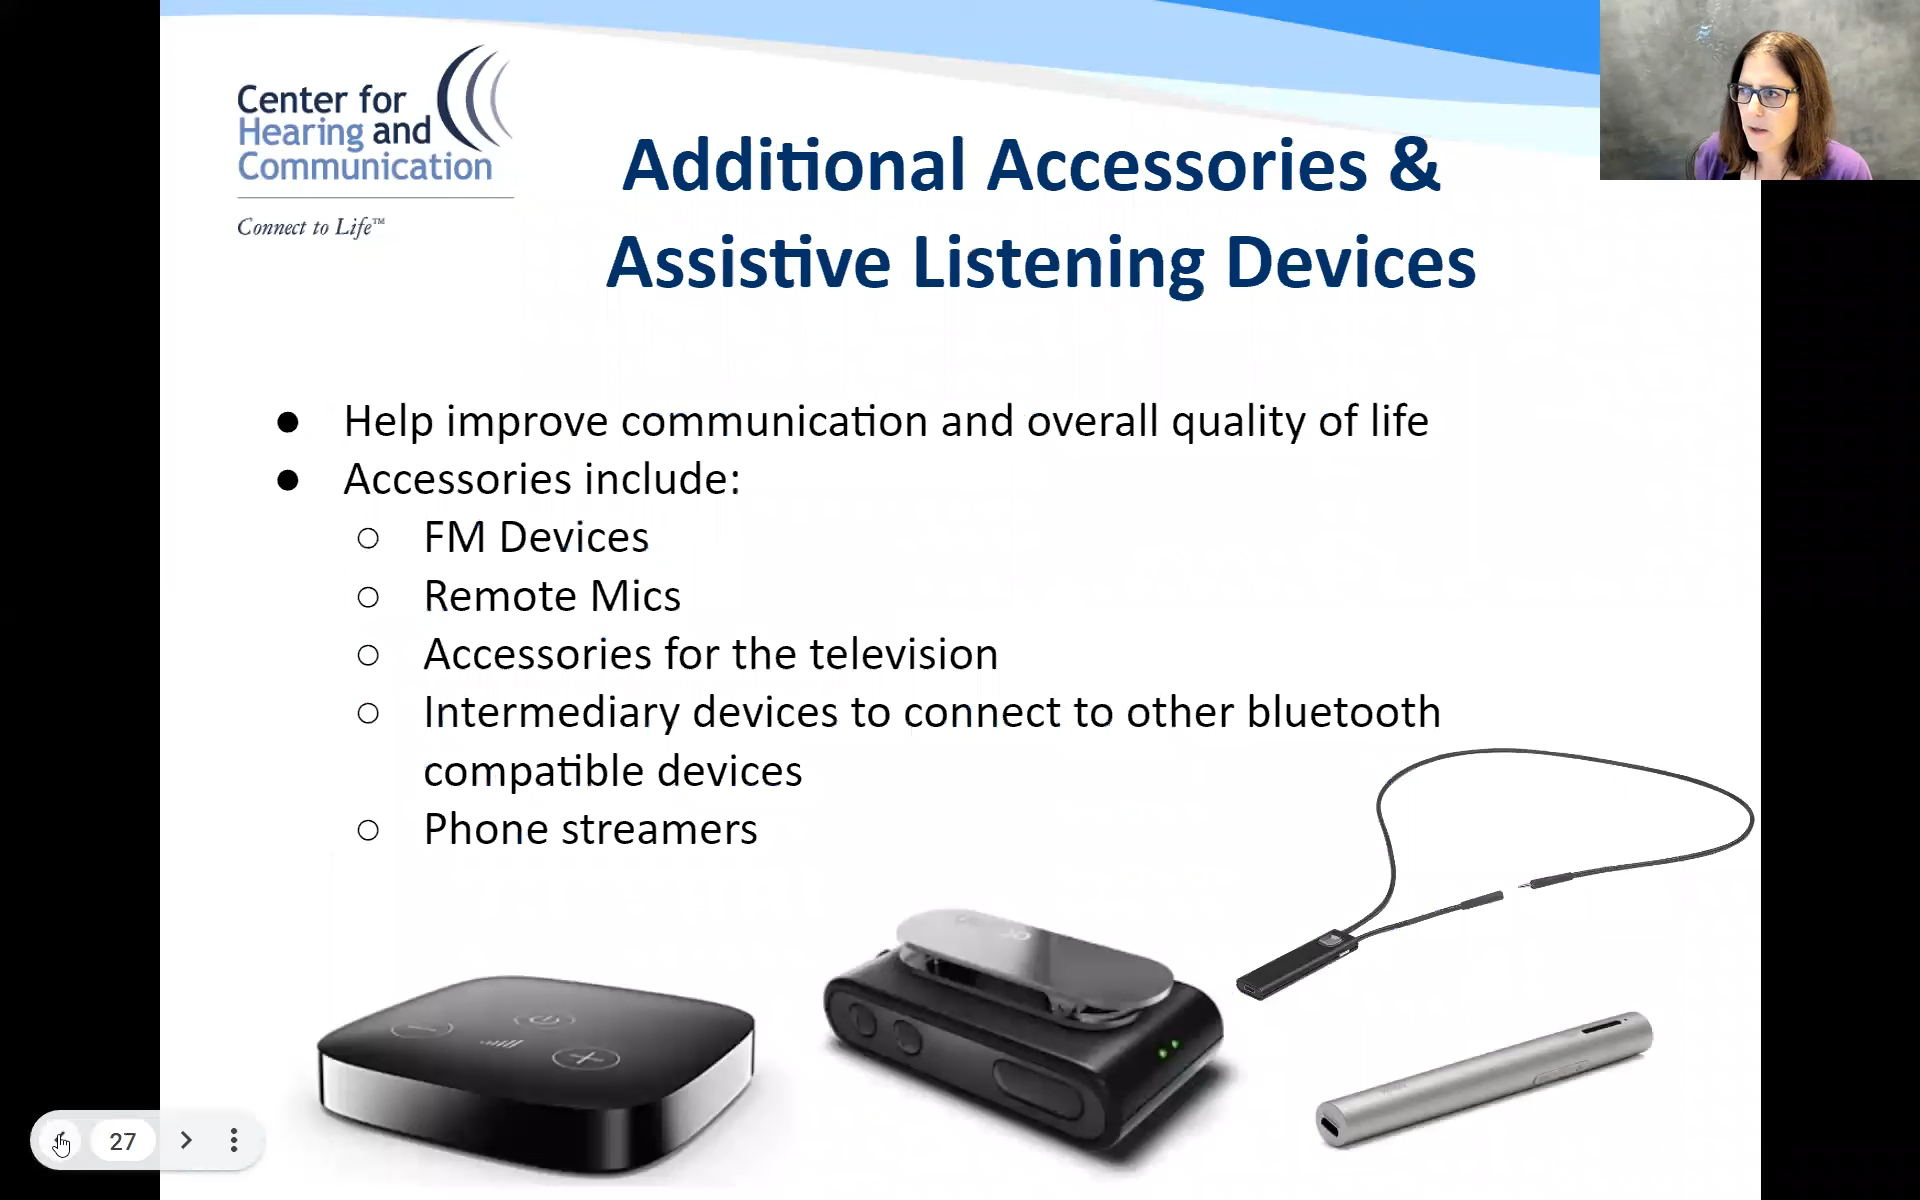 Center for
Hearing and
Communication
Connect to Life™
Additional Accessories &
Assistive Listening Devices
● Help improve communication and overall quality of life
● Accessories include:
○ FM Devices
○ Remote Mics
○ Accessories for the television
○ Intermediary devices to connect to other bluetooth
compatible devices
○ Phone streamers
27